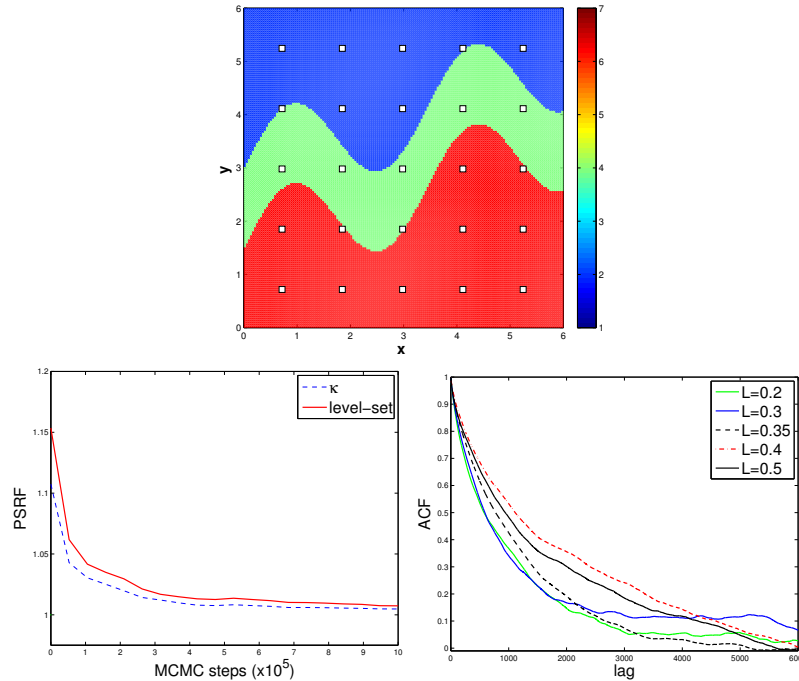 6
5
4
3
2
1
0
y
0 1 2 3 4 5 6
x
7
6
5
4
3
2
1
1.2
1.15
1.1
1.05
1
PSRF
κ
level-set
0 1 2 3 4 5 6 7 8 9 10
MCMC steps (x10⁵)
1
0.9
0.8
0.7
0.6
0.5
0.4
0.3
0.2
0.1
0
ACF
L=0.2
L=0.3
L=0.35
L=0.4
L=0.5
0 1000 2000 3000 4000 5000 6000
lag